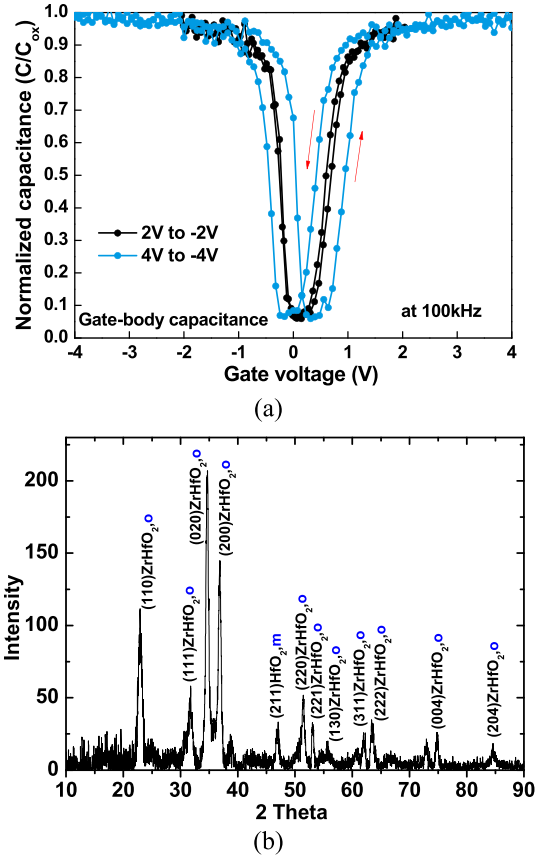 1.0
0.9
0.8
0.7
0.6
0.5
0.4
0.3
0.2
0.1
0.0
Normalized capacitance (C/Cox)
2V to -2V
4V to -4V
Gate-body capacitance
at 100kHz
-4 -3 -2 -1 0 1 2 3 4
Gate voltage (V)
(a)
200
150
100
50
0
Intensity
(110)ZrHfO2,o
(111)ZrHfO2,o
(020)ZrHfO2,o
(200)ZrHfO2,o
(211)HfO2,m
(220)ZrHfO2,o
(221)ZrHfO2,o
(130)ZrHfO2,o
(311)ZrHfO2,o
(222)ZrHfO2,o
(004)ZrHfO2,o
(204)ZrHfO2,o
10 20 30 40 50 60 70 80 90
2 Theta
(b)